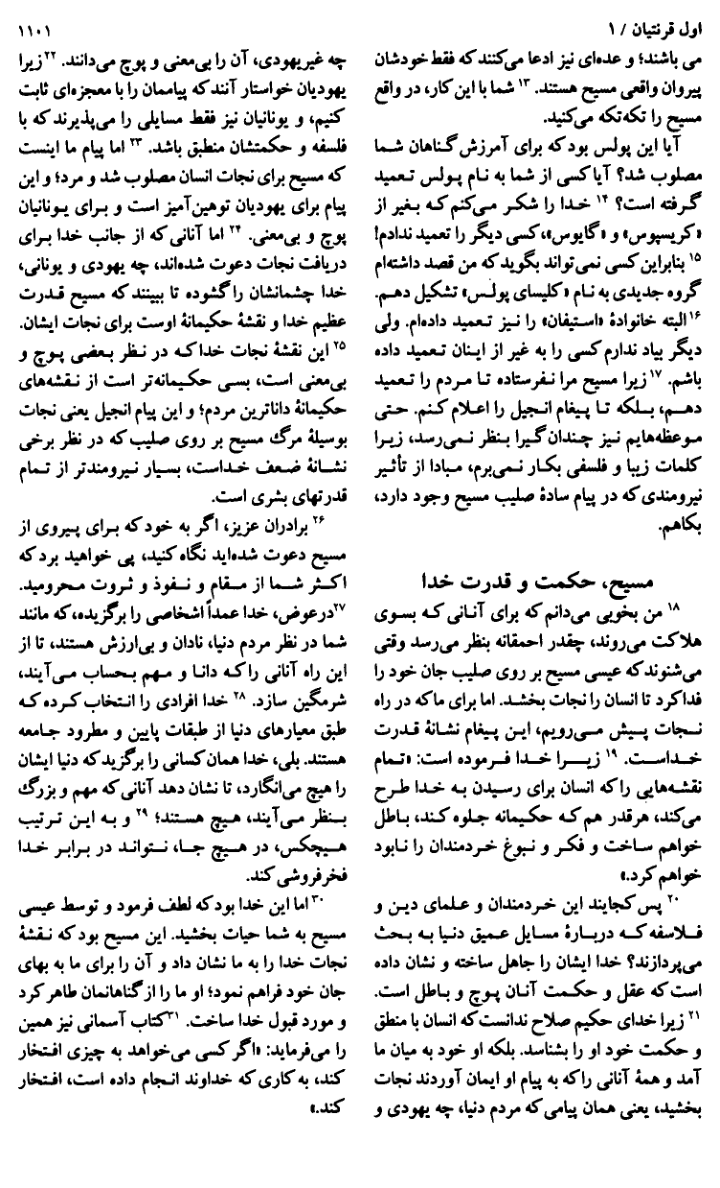 اول قرنتیان / ۱
۱۱۰۱
می باشند؛ و عده‌ای نیز ادعا می‌کنند که فقط خودشان
پیروان واقعی مسیح هستند. ۱۳ شما با این کار، در واقع
مسیح را تکه‌تکه می‌کنید.
آیا این پولس بود که برای آمرزش گناهان شما
مصلوب شد؟ آیا کسی از شما به نام پولس تعمید
گرفته است؟ ۱۴ خدا را شکر می‌کنم که بغیر از
«کریسپوس» و «گایوس»، کسی دیگر را تعمید ندادم!
۱۵ بنابراین کسی نمی‌تواند بگوید که من قصد داشته‌ام
گروه جدیدی به نام «کلیسای پولس» تشکیل دهم.
۱۶ البته خانوادهٔ «استیفان» را نیز تعمید داده‌ام. ولی
دیگر بیاد ندارم کسی را به غیر از اینان تعمید داده
باشم. ۱۷ زیرا مسیح مرا نفرستاده تا مردم را تعمید
دهم، بلکه تا پیغام انجیل را اعلام کنم. حتی
موعظه‌هایم نیز چندان گیرا بنظر نمی‌رسد، زیرا
کلمات زیبا و فلسفی بکار نمی‌برم، مبادا از تأثیر
نیرومندی که در پیام سادهٔ صلیب مسیح وجود دارد،
بکاهم.
مسیح، حکمت و قدرت خدا
۱۸ من بخوبی می‌دانم که برای آنانی که بسوی
هلاکت می‌روند، چقدر احمقانه بنظر می‌رسد وقتی
می‌شنوند که عیسی مسیح بر روی صلیب جان خود را
فدا کرد تا انسان را نجات بخشد. اما برای ما که در راه
نجات پیش می‌رویم، این پیغام نشانهٔ قدرت
خداست. ۱۹ زیرا خدا فرموده است: «تمام
نقشه‌هایی را که انسان برای رسیدن به خدا طرح
می‌کند، هرقدر هم که حکیمانه جلوه کند، باطل
خواهم ساخت و فکر و نبوغ خردمندان را نابود
خواهم کرد.»
۲۰ پس کجایند این خردمندان و علمای دین و
فلاسفه که دربارهٔ مسایل عمیق دنیا به بحث
می‌پردازند؟ خدا ایشان را جاهل ساخته و نشان داده
است که عقل و حکمت آنان پوچ و باطل است.
۲۱ زیرا خدای حکیم صلاح ندانست که انسان با منطق
و حکمت خود او را بشناسد. بلکه او خود به میان ما
آمد و همهٔ آنانی را که به پیام او ایمان آوردند نجات
بخشید، یعنی همان پیامی که مردم دنیا، چه یهودی و
چه غیریهودی، آن را بی‌معنی و پوچ می‌دانند. ۲۲ زیرا
یهودیان خواستار آنند که پیاممان را با معجزه‌ای ثابت
کنیم، و یونانیان نیز فقط مسایلی را می‌پذیرند که با
فلسفه و حکمتشان منطبق باشد. ۲۳ اما پیام ما اینست
که مسیح برای نجات انسان مصلوب شد و مرد؛ و این
پیام برای یهودیان توهین‌آمیز است و برای یونانیان
پوچ و بی‌معنی. ۲۴ اما آنانی که از جانب خدا برای
دریافت نجات دعوت شده‌اند، چه یهودی و یونانی،
خدا چشمانشان را گشوده تا ببینند که مسیح قدرت
عظیم خدا و نقشهٔ حکیمانهٔ اوست برای نجات ایشان.
۲۵ این نقشهٔ نجات خدا که در نظر بعضی پوچ و
بی‌معنی است، بسی حکیمانه‌تر است از نقشه‌های
حکیمانهٔ داناترین مردم؛ و این پیام انجیل یعنی نجات
بوسیلهٔ مرگ مسیح بر روی صلیب که در نظر برخی
نشانهٔ ضعف خداست، بسیار نیرومندتر از تمام
قدرتهای بشری است.
۲۶ برادران عزیز، اگر به خود که برای پیروی از
مسیح دعوت شده‌اید نگاه کنید، پی خواهید برد که
اکثر شما از مقام و نفوذ و ثروت محرومید.
۲۷درعوض، خدا عمداً اشخاصی را برگزیده، که مانند
شما در نظر مردم دنیا، نادان و بی‌ارزش هستند، تا از
این راه آنانی را که دانا و مهم بحساب می‌آیند،
شرمگین سازد. ۲۸ خدا افرادی را انتخاب کرده که
طبق معیارهای دنیا از طبقات پایین و مطرود جامعه
هستند. بلی، خدا همان کسانی را برگزید که دنیا ایشان
را هیچ می‌انگارد، تا نشان دهد آنانی که مهم و بزرگ
بنظر می‌آیند، هیچ هستند؛ ۲۹ و به این ترتیب
هیچکس، در هیچ جا، نتواند در برابر خدا
فخرفروشی کند.
۳۰ اما این خدا بود که لطف فرمود و توسط عیسی
مسیح به شما حیات بخشید. این مسیح بود که نقشهٔ
نجات خدا را به ما نشان داد و آن را برای ما به بهای
جان خود فراهم نمود؛ او ما را از گناهانمان طاهر کرد
و مورد قبول خدا ساخت. ۳۱کتاب آسمانی نیز همین
را می‌فرماید: «اگر کسی می‌خواهد به چیزی افتخار
کند، به کاری که خداوند انجام داده است، افتخار
کند.»